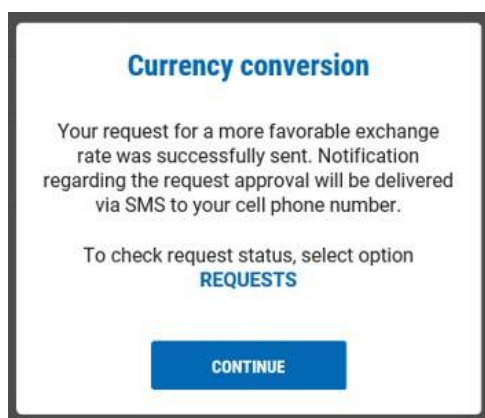 Currency conversion
Your request for a more favorable exchange
rate was successfully sent. Notification
regarding the request approval will be delivered
via SMS to your cell phone number.
To check request status, select option
REQUESTS
CONTINUE